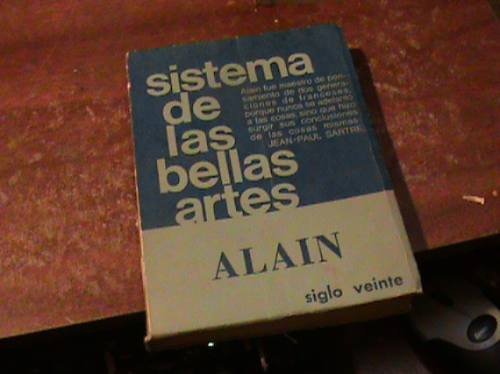 sistema
de
las
bellas
artes
Alain fue maestro de pen-
samiento de dos genera-
ciones de franceses,
porque nunca se adelantó
a las cosas, sino que hizo
surgir sus conclusiones
de las cosas mismas.
JEAN-PAUL SARTRE
ALAIN
siglo veinte